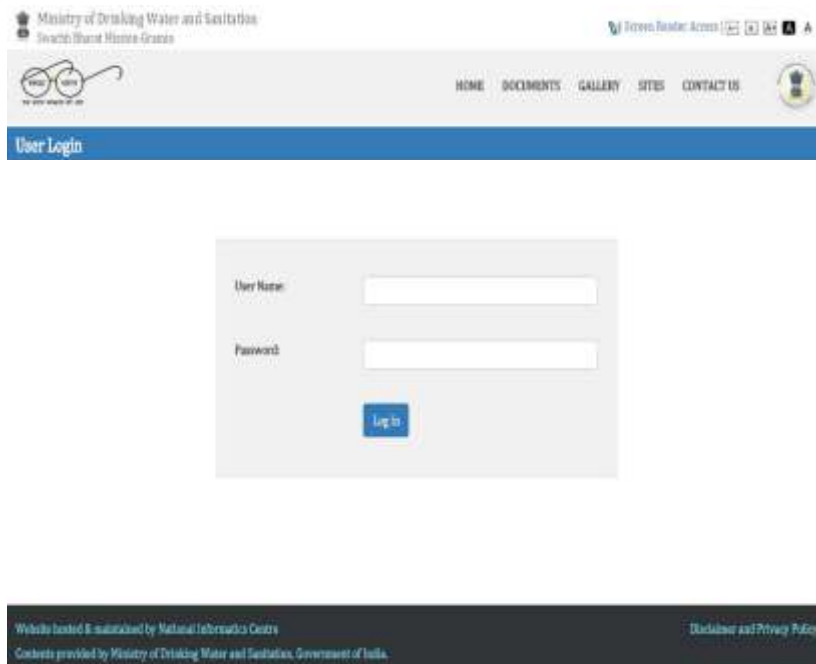 Ministry of Drinking Water and Sanitation
Swachh Bharat Mission Gramin
Screen Reader Access A- A A+ A A
HOME DOCUMENTS GALLERY SITES CONTACT US
User Login
User Name:
Password:
Log in
Website hosted & maintained by National Informatics Centre
Disclaimer and Privacy Policy
Contents provided by Ministry of Drinking Water and Sanitation, Government of India.